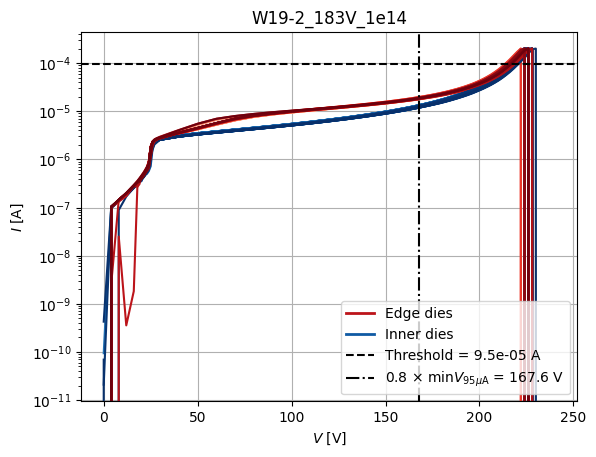 W19-2_183V_1e14
I [A]
10⁻⁴
10⁻⁵
10⁻⁶
10⁻⁷
10⁻⁸
10⁻⁹
10⁻¹⁰
10⁻¹¹
Edge dies
Inner dies
Threshold = 9.5e-05 A
0.8 × minV₉₅μA = 167.6 V
0 50 100 150 200 250
V [V]